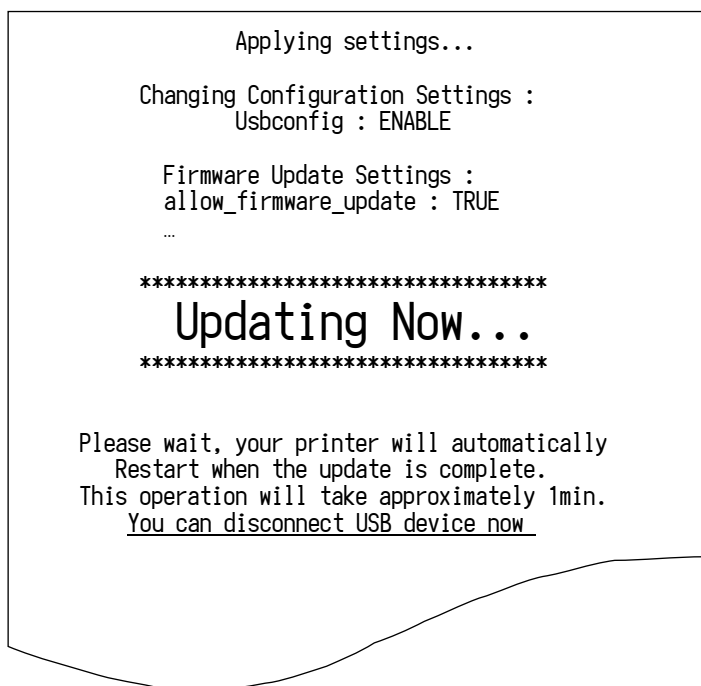 Applying settings...
Changing Configuration Settings :
Usbconfig : ENABLE
Firmware Update Settings :
allow_firmware_update : TRUE
…
**********************************
Updating Now...
**********************************
Please wait, your printer will automatically
Restart when the update is complete.
This operation will take approximately 1min.
You can disconnect USB device now